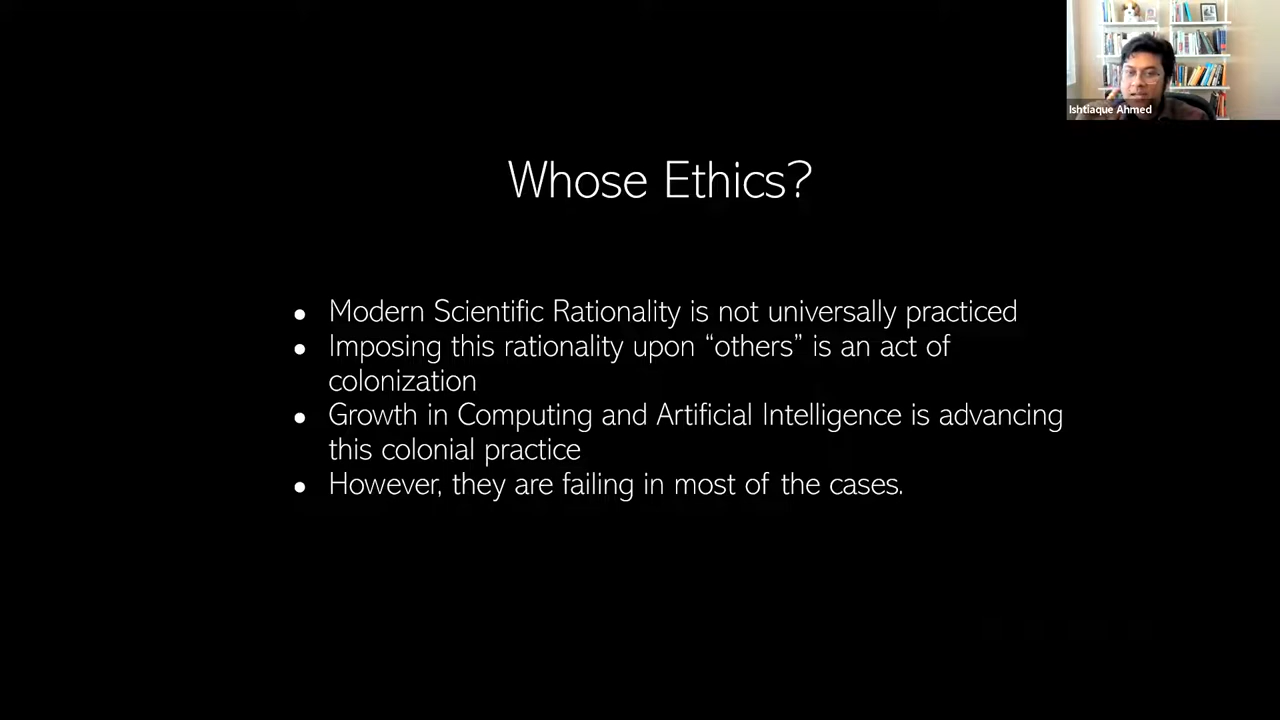 Ishtiaque Ahmed
Whose Ethics?
● Modern Scientific Rationality is not universally practiced
● Imposing this rationality upon “others” is an act of
colonization
● Growth in Computing and Artificial Intelligence is advancing
this colonial practice
● However, they are failing in most of the cases.